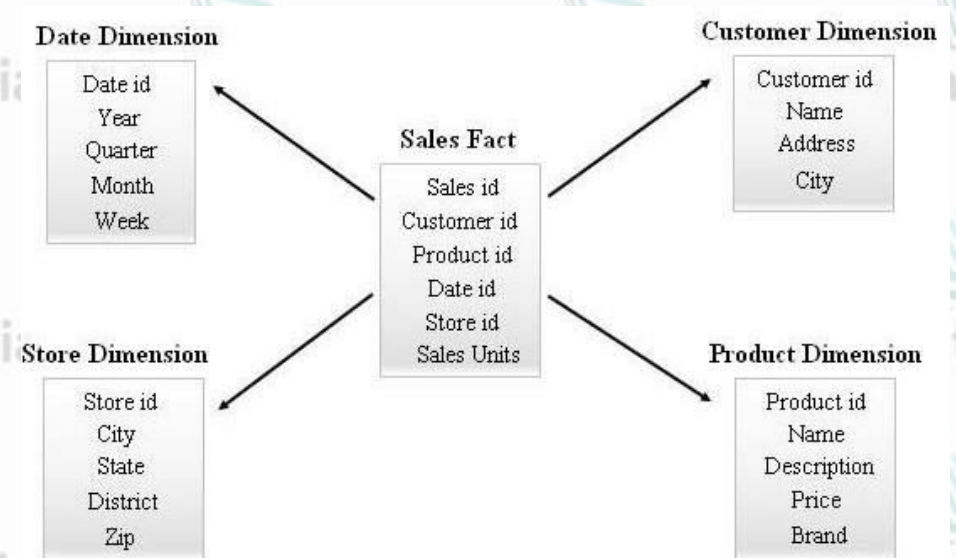 Date Dimension
Date id
Year
Quarter
Month
Week
Customer Dimension
Customer id
Name
Address
City
Sales Fact
Sales id
Customer id
Product id
Date id
Store id
Sales Units
Store Dimension
Store id
City
State
District
Zip
Product Dimension
Product id
Name
Description
Price
Brand